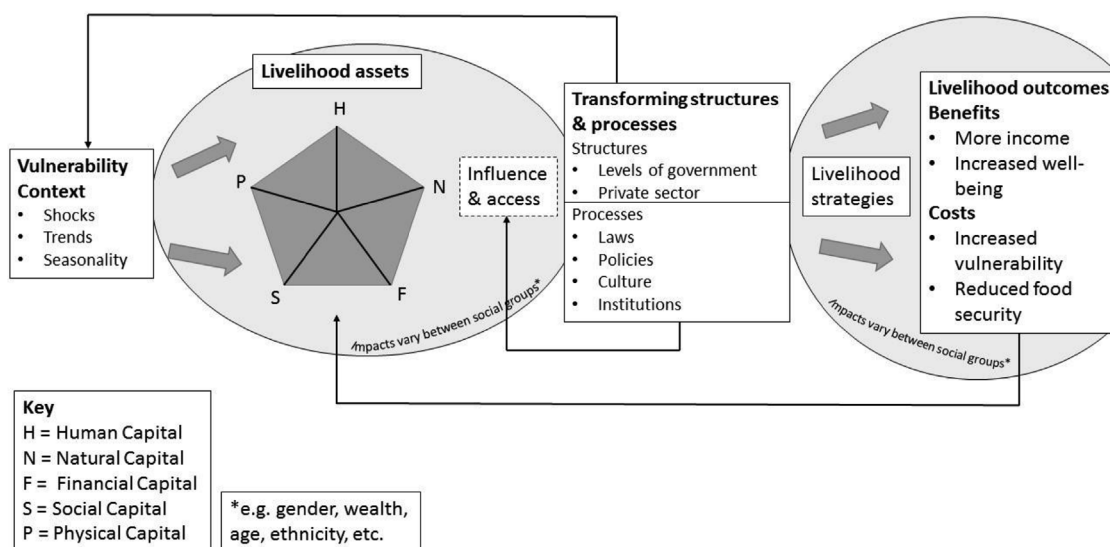 Livelihood assets
H
P
N
S
F
Vulnerability
Context
• Shocks
• Trends
• Seasonality
Influence
& access
Impacts vary between social groups*
Transforming structures
& processes
Structures
• Levels of government
• Private sector
Processes
• Laws
• Policies
• Culture
• Institutions
Livelihood
strategies
Livelihood outcomes
Benefits
• More income
• Increased well-
being
Costs
• Increased
vulnerability
• Reduced food
security
Impacts vary between social groups*
Key
H = Human Capital
N = Natural Capital
F = Financial Capital
S = Social Capital
P = Physical Capital
*e.g. gender, wealth,
age, ethnicity, etc.